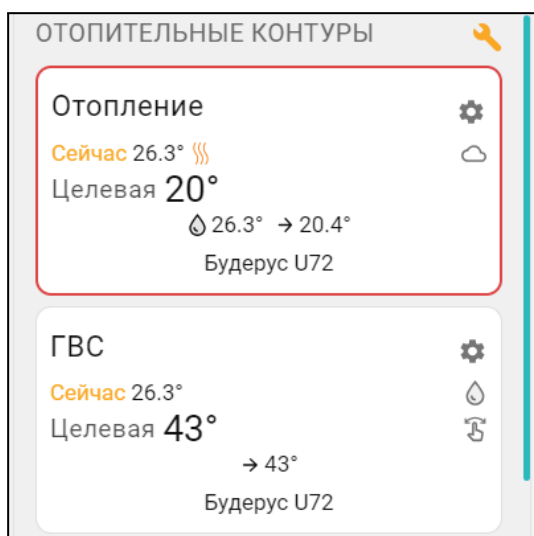 ОТОПИТЕЛЬНЫЕ КОНТУРЫ
Отопление
Сейчас 26.3°
Целевая 20°
26.3° → 20.4°
Будерус U72
ГВС
Сейчас 26.3°
Целевая 43°
→ 43°
Будерус U72